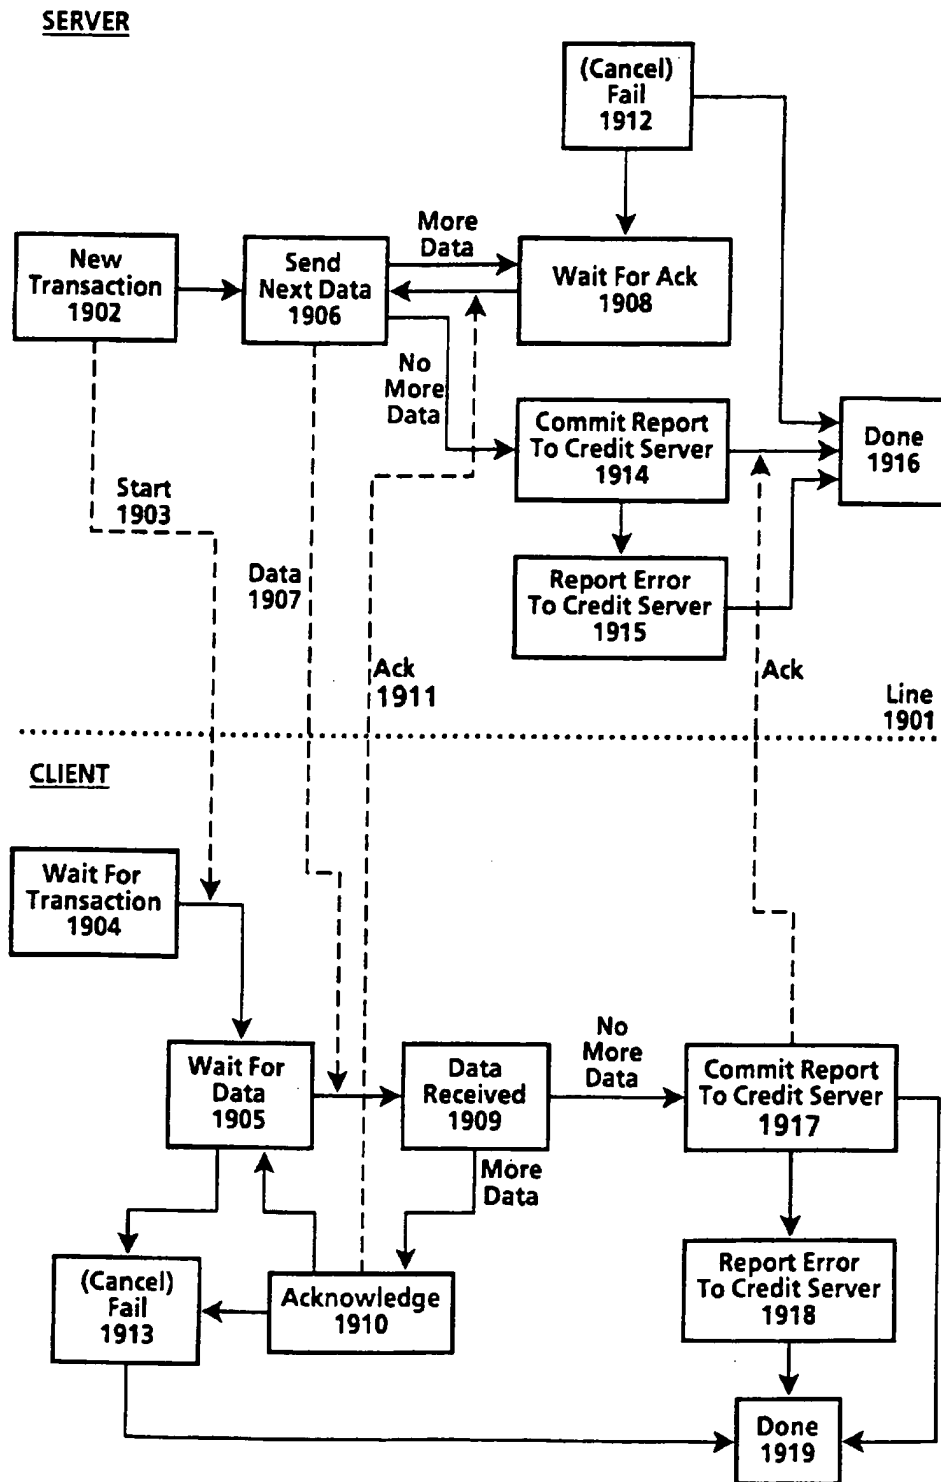 SERVER
(Cancel)
Fail
1912
More
Data
New
Transaction
1902
Send
Next Data
1906
Wait For Ack
1908
No
More
Data
Commit Report
To Credit Server
1914
Done
1916
Start
1903
Data
1907
Report Error
To Credit Server
1915
Ack
1911
Ack
Line
1901
CLIENT
Wait For
Transaction
1904
Wait For
Data
1905
Data
Received
1909
No
More
Data
Commit Report
To Credit Server
1917
More
Data
(Cancel)
Fail
1913
Acknowledge
1910
Report Error
To Credit Server
1918
Done
1919